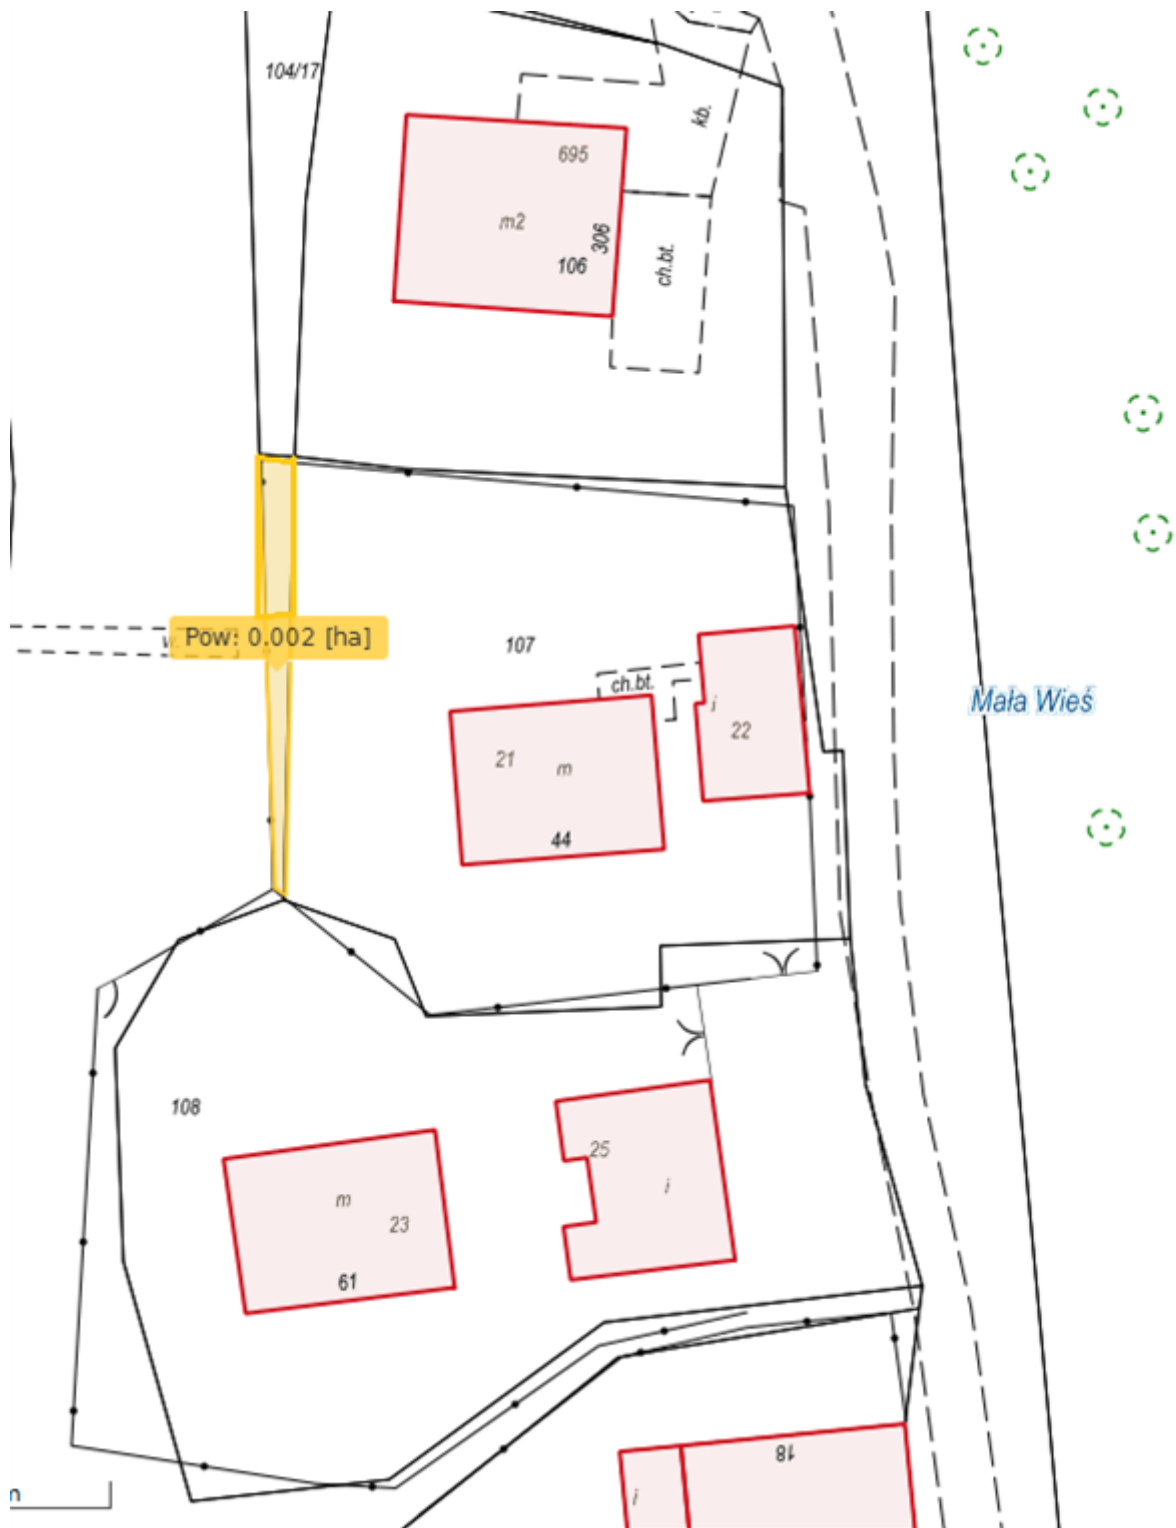 104/17
kb.
695
m2
306
106
ch.bt.
w.
Pow: 0.002 [ha]
107
ch.bt.
i
22
Mała Wieś
21
m
44
108
25
m
i
23
61
18
i